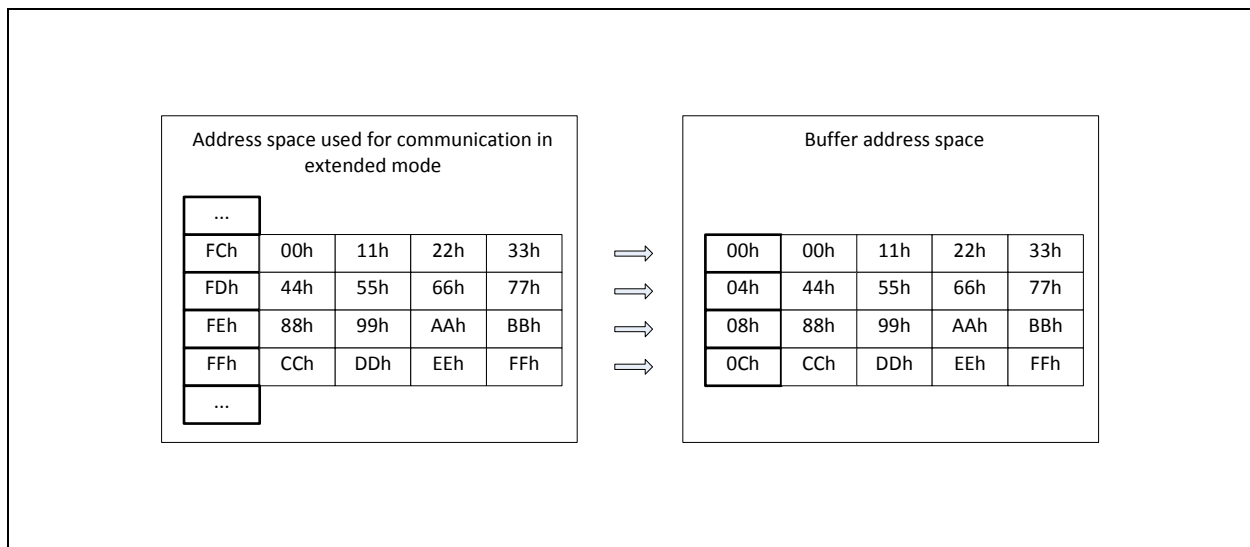 Address space used for communication in
extended mode
...
FCh 00h 11h 22h 33h
FDh 44h 55h 66h 77h
FEh 88h 99h AAh BBh
FFh CCh DDh EEh FFh
...
Buffer address space
00h 00h 11h 22h 33h
04h 44h 55h 66h 77h
08h 88h 99h AAh BBh
0Ch CCh DDh EEh FFh